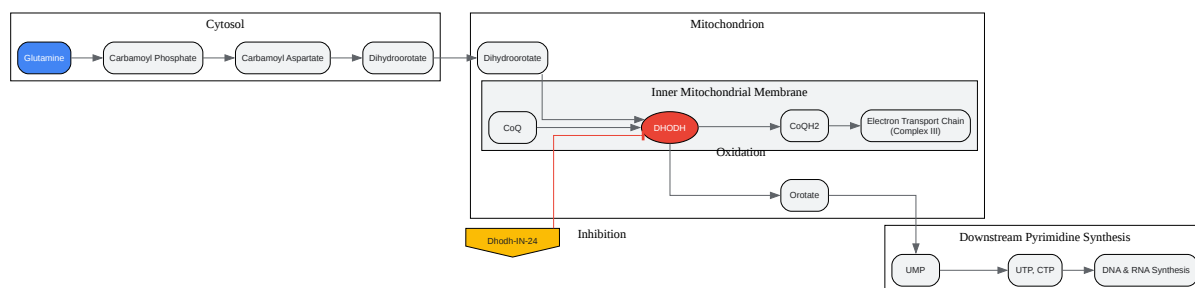 Cytosol
Glutamine
Carbamoyl Phosphate
Carbamoyl Aspartate
Dihydroorotate
Mitochondrion
Dihydroorotate
Inner Mitochondrial Membrane
CoQ
DHODH
CoQH2
Electron Transport Chain
(Complex III)
Oxidation
Orotate
Dhodh-IN-24
Inhibition
Downstream Pyrimidine Synthesis
UMP
UTP, CTP
DNA & RNA Synthesis